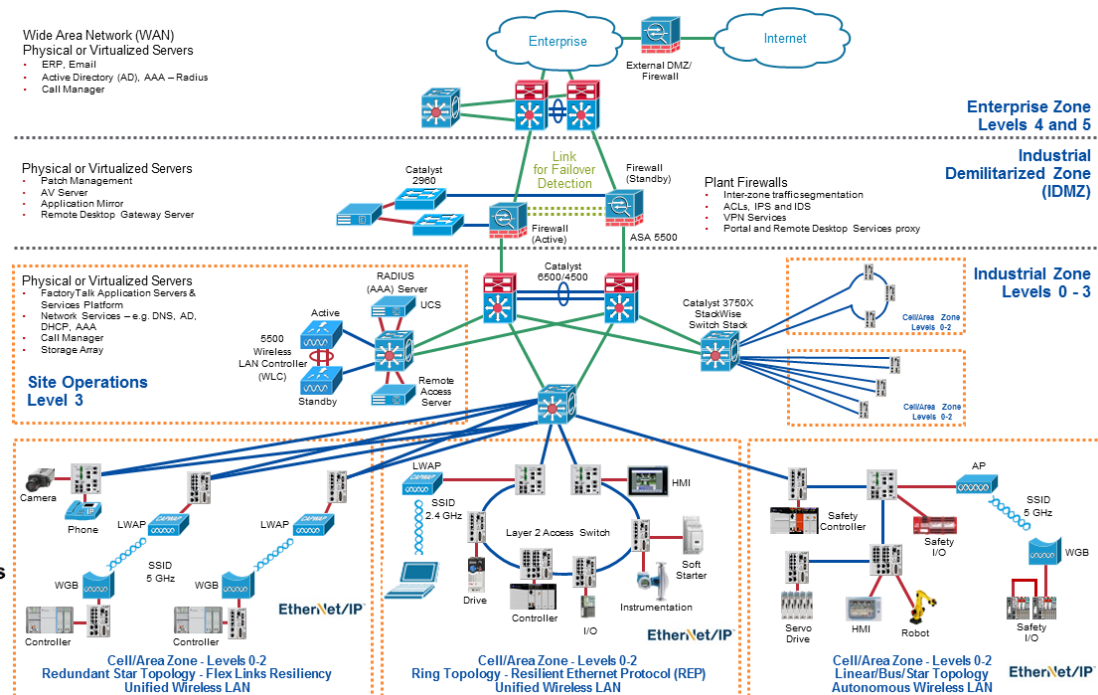 Wide Area Network (WAN)
Physical or Virtualized Servers
• ERP, Email
• Active Directory (AD), AAA – Radius
• Call Manager
Enterprise
Internet
External DMZ/
Firewall
Enterprise Zone
Levels 4 and 5
Physical or Virtualized Servers
• Patch Management
• AV Server
• Application Mirror
• Remote Desktop Gateway Server
Catalyst
2960
Link
for Failover
Detection
Firewall
(Standby)
Firewall
(Active)
ASA 5500
Plant Firewalls
• Inter-zone traffic segmentation
• ACLs, IPS and IDS
• VPN Services
• Portal and Remote Desktop Services proxy
Industrial
Demilitarized Zone
(IDMZ)
Physical or Virtualized Servers
• FactoryTalk Application Servers &
Services Platform
• Network Services – e.g. DNS, AD,
DHCP, AAA
• Call Manager
• Storage Array
Site Operations
Level 3
RADIUS
(AAA) Server
UCS
Active
5500
Wireless
LAN Controller
(WLC)
Standby
Remote
Access
Server
Catalyst
6500/4500
Catalyst 3750X
StackWise
Switch Stack
Industrial Zone
Levels 0 - 3
Cell/Area Zone
Levels 0-2
Cell/Area Zone
Levels 0-2
Camera
Phone
LWAP
CAPWAP
SSID
5 GHz
WGB
Controller
LWAP
CAPWAP
WGB
Controller
EtherNet/IP
Cell/Area Zone - Levels 0-2
Redundant Star Topology - Flex Links Resiliency
Unified Wireless LAN
LWAP
CAPWAP
SSID
2.4 GHz
HMI
Layer 2 Access Switch
Drive
Controller
I/O
Instrumentation
Soft
Starter
EtherNet/IP
Cell/Area Zone - Levels 0-2
Ring Topology - Resilient Ethernet Protocol (REP)
Unified Wireless LAN
Safety
Controller
Safety
I/O
AP
SSID
5 GHz
WGB
Servo
Drive
HMI
Robot
Safety
I/O
Cell/Area Zone - Levels 0-2
Linear/Bus/Star Topology
Autonomous Wireless LAN
EtherNet/IP
s